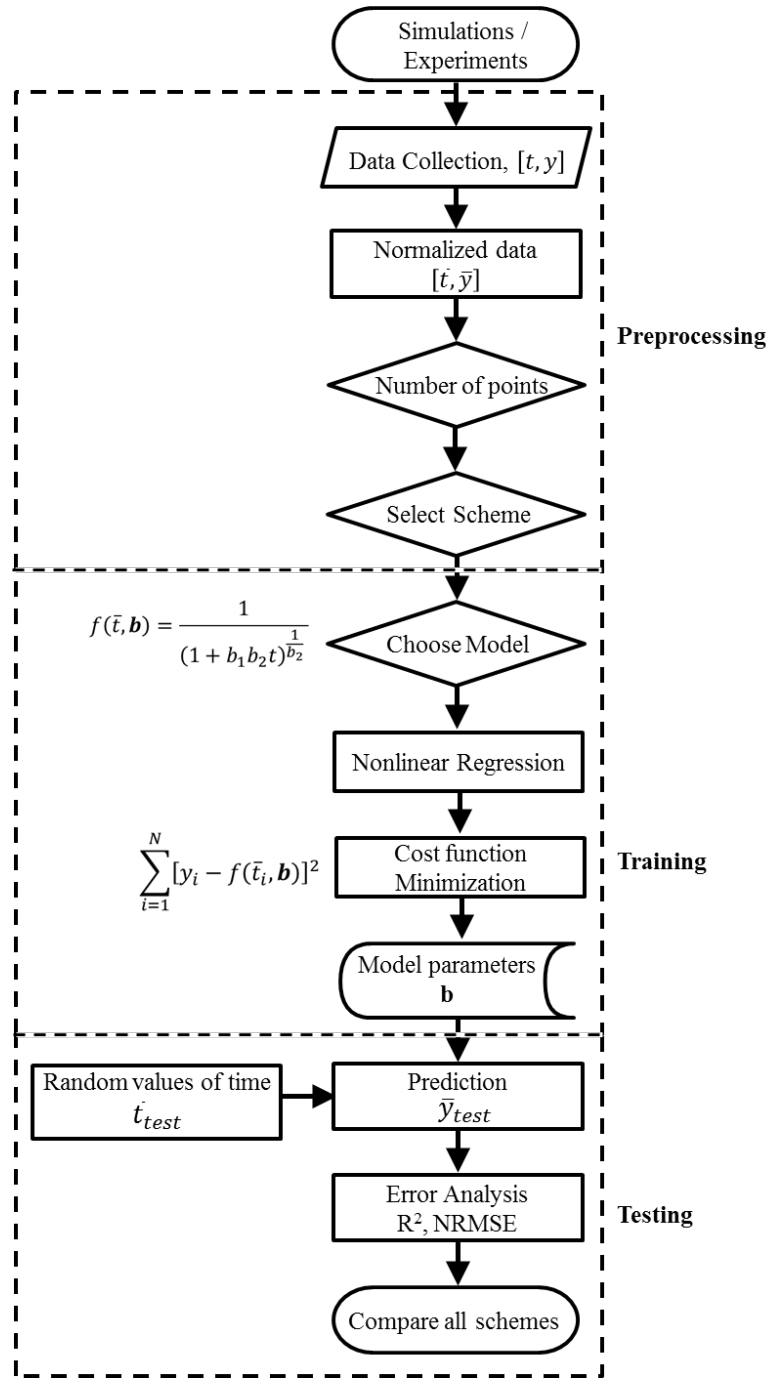 Simulations /
Experiments
Data Collection, [t, y]
Normalized data
[t̄, ȳ]
Preprocessing
Number of points
Select Scheme
f(t̄, b) = 1 / (1 + b₁b₂t)^(1/b₂)
Choose Model
Nonlinear Regression
∑_{i=1}^{N} [yᵢ − f(t̄ᵢ, b)]²
Cost function
Minimization
Training
Model parameters
b
Random values of time
t̄_test
Prediction
ȳ_test
Error Analysis
R², NRMSE
Testing
Compare all schemes